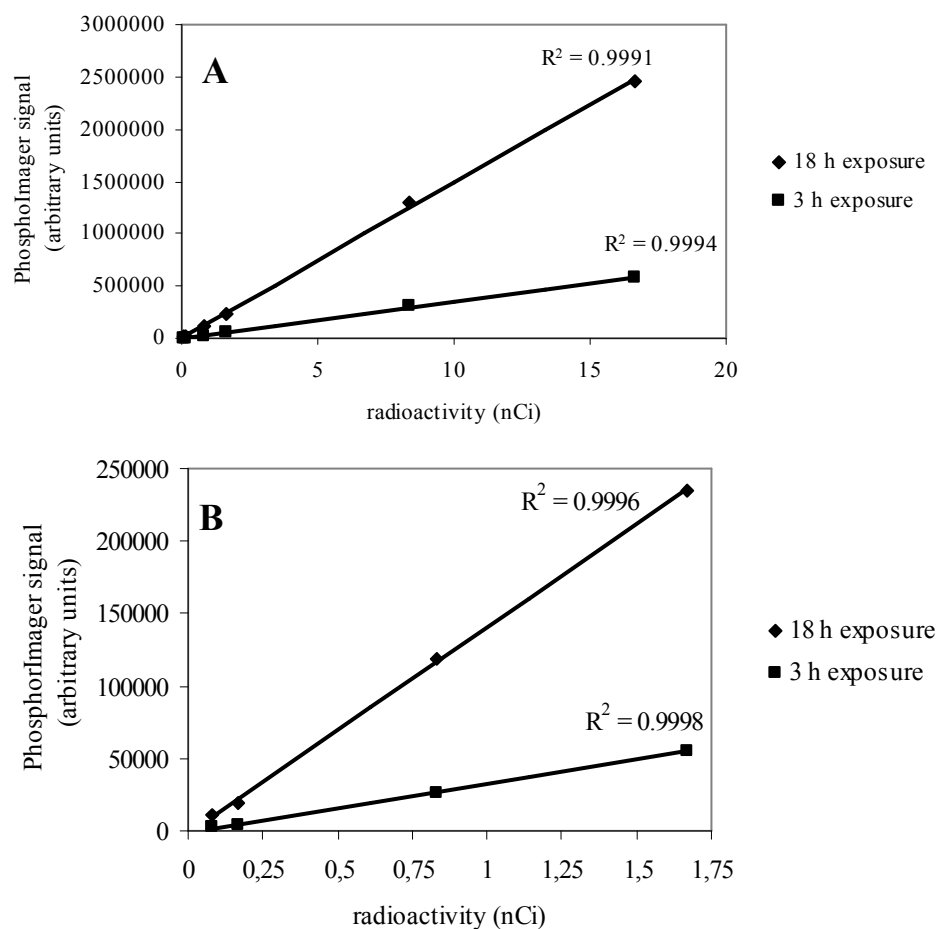 3000000
2500000
2000000
1500000
1000000
500000
0
PhosphoImager signal
(arbitrary units)
A
R² = 0.9991
R² = 0.9994
◆ 18 h exposure
■ 3 h exposure
0 5 10 15 20
radioactivity (nCi)
250000
200000
150000
100000
50000
0
PhosphorImager signal
(arbitrary units)
B
R² = 0.9996
R² = 0.9998
◆ 18 h exposure
■ 3 h exposure
0 0,25 0,5 0,75 1 1,25 1,5 1,75
radioactivity (nCi)